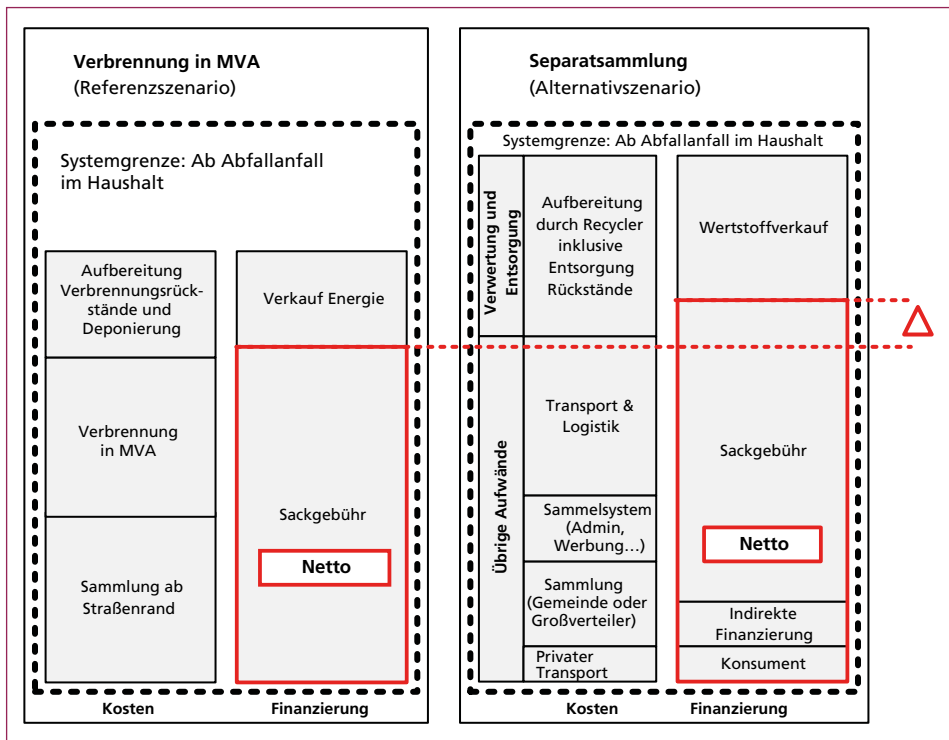 Verbrennung in MVA
(Referenzszenario)
Systemgrenze: Ab Abfallanfall
im Haushalt
Aufbereitung
Verbrennungsrück-
stände und
Deponierung
Verbrennung
in MVA
Sammlung ab
Straßenrand
Kosten
Verkauf Energie
Sackgebühr
Netto
Finanzierung
Separatsammlung
(Alternativszenario)
Systemgrenze: Ab Abfallanfall im Haushalt
Verwertung und
Entsorgung
Übrige Aufwände
Aufbereitung
durch Recycler
inklusive
Entsorgung
Rückstände
Transport &
Logistik
Sammelsystem
(Admin,
Werbung...)
Sammlung
(Gemeinde oder
Großverteiler)
Privater
Transport
Kosten
Wertstoffverkauf
Sackgebühr
Netto
Indirekte
Finanzierung
Konsument
Finanzierung
Δ